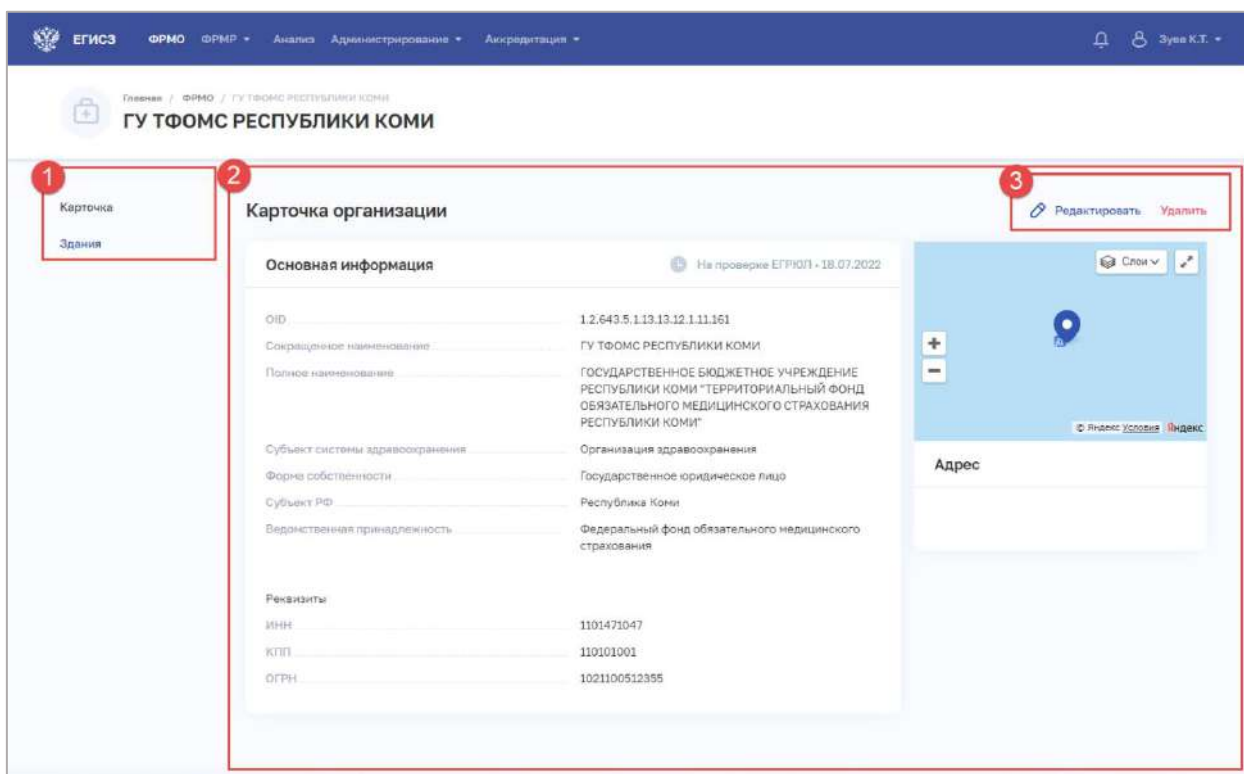 ЕГИСЗ ФРМО ФРМР Анализ Администрирование Аккредитация Зуев К.Т.
Главная / ФРМО / ГУ ТФОМС РЕСПУБЛИКИ КОМИ
ГУ ТФОМС РЕСПУБЛИКИ КОМИ
1
Карточка
Здания
2
Карточка организации
3
Редактировать Удалить
Основная информация
На проверке ЕГРЮЛ • 18.07.2022
OID 1.2.643.5.1.13.13.12.1.11.161
Сокращенное наименование ГУ ТФОМС РЕСПУБЛИКИ КОМИ
Полное наименование ГОСУДАРСТВЕННОЕ БЮДЖЕТНОЕ УЧРЕЖДЕНИЕ
РЕСПУБЛИКИ КОМИ "ТЕРРИТОРИАЛЬНЫЙ ФОНД
ОБЯЗАТЕЛЬНОГО МЕДИЦИНСКОГО СТРАХОВАНИЯ
РЕСПУБЛИКИ КОМИ"
Субъект системы здравоохранения Организация здравоохранения
Форма собственности Государственное юридическое лицо
Субъект РФ Республика Коми
Ведомственная принадлежность Федеральный фонд обязательного медицинского
страхования
Реквизиты
ИНН 1101471047
КПП 110101001
ОГРН 1021100512355
Слои
+
−
© Яндекс Условия Яндекс
Адрес